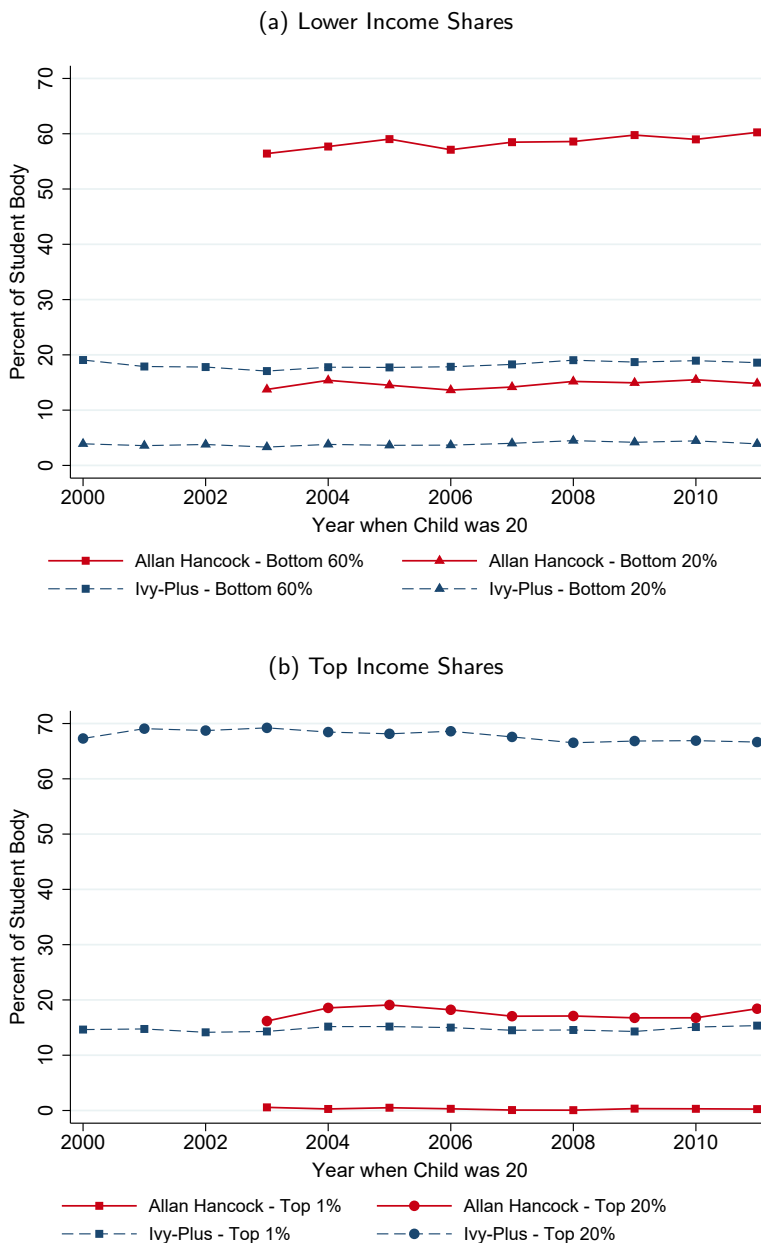 (a) Lower Income Shares
70
60
50
40
30
20
10
0
Percent of Student Body
2000 2002 2004 2006 2008 2010
Year when Child was 20
Allan Hancock - Bottom 60% Allan Hancock - Bottom 20%
Ivy-Plus - Bottom 60% Ivy-Plus - Bottom 20%
(b) Top Income Shares
70
60
50
40
30
20
10
0
Percent of Student Body
2000 2002 2004 2006 2008 2010
Year when Child was 20
Allan Hancock - Top 1% Allan Hancock - Top 20%
Ivy-Plus - Top 1% Ivy-Plus - Top 20%